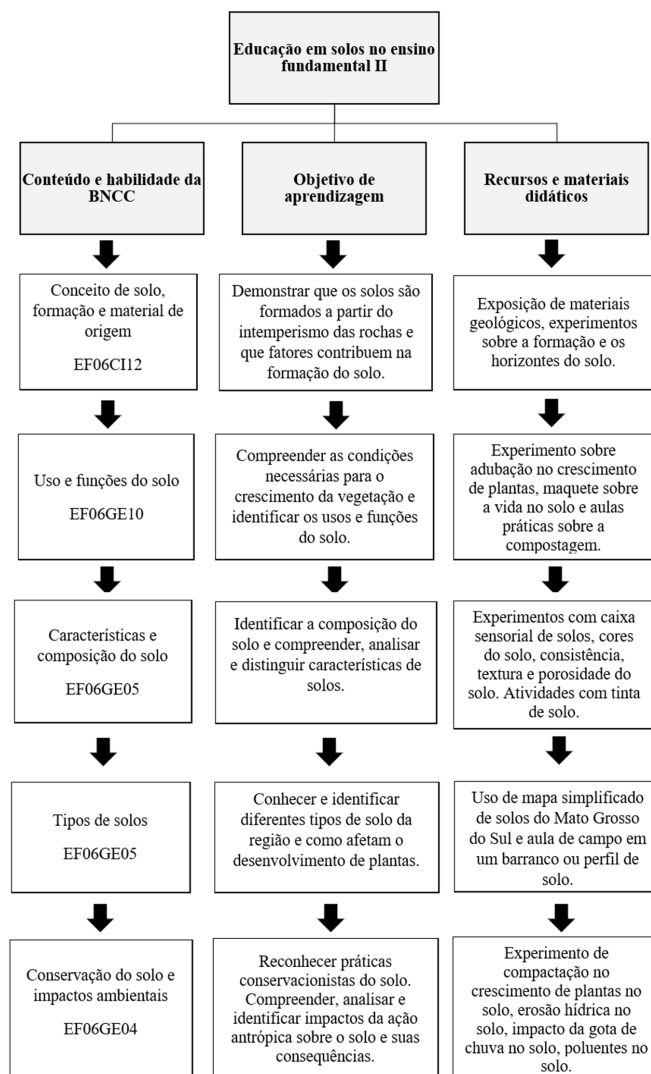 Educação em solos no ensino
fundamental II
Conteúdo e habilidade da
BNCC
Objetivo de
aprendizagem
Recursos e materiais
didáticos
Conceito de solo,
formação e material de
origem
EF06CI12
Demonstrar que os solos são
formados a partir do
intemperismo das rochas e
que fatores contribuem na
formação do solo.
Exposição de materiais
geológicos, experimentos
sobre a formação e os
horizontes do solo.
Uso e funções do solo
EF06GE10
Compreender as condições
necessárias para o
crescimento da vegetação e
identificar os usos e funções
do solo.
Experimento sobre
adubação no crescimento
de plantas, maquete sobre
a vida no solo e aulas
práticas sobre a
compostagem.
Características e
composição do solo
EF06GE05
Identificar a composição do
solo e compreender, analisar
e distinguir características de
solos.
Experimentos com caixa
sensorial de solos, cores
do solo, consistência,
textura e porosidade do
solo. Atividades com tinta
de solo.
Tipos de solos
EF06GE05
Conhecer e identificar
diferentes tipos de solo da
região e como afetam o
desenvolvimento de plantas.
Uso de mapa simplificado
de solos do Mato Grosso
do Sul e aula de campo em
um barranco ou perfil de
solo.
Conservação do solo e
impactos ambientais
EF06GE04
Reconhecer práticas
conservacionistas do solo.
Compreender, analisar e
identificar impactos da ação
antrópica sobre o solo e suas
consequências.
Experimento de
compactação no
crescimento de plantas no
solo, erosão hídrica no
solo, impacto da gota de
chuva no solo, poluentes no
solo.